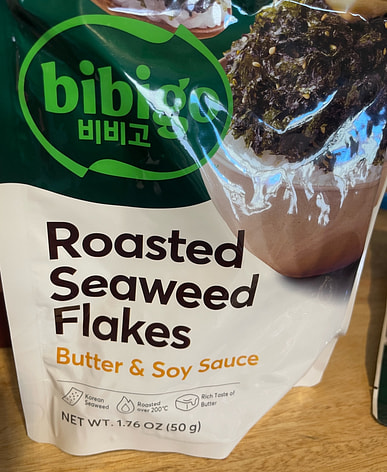 bibigo
비비고
Roasted
Seaweed
Flakes
Butter & Soy Sauce
Korean
Seaweed
Roasted
over 200°C
Rich Taste of
Butter
NET WT. 1.76 OZ (50 g)